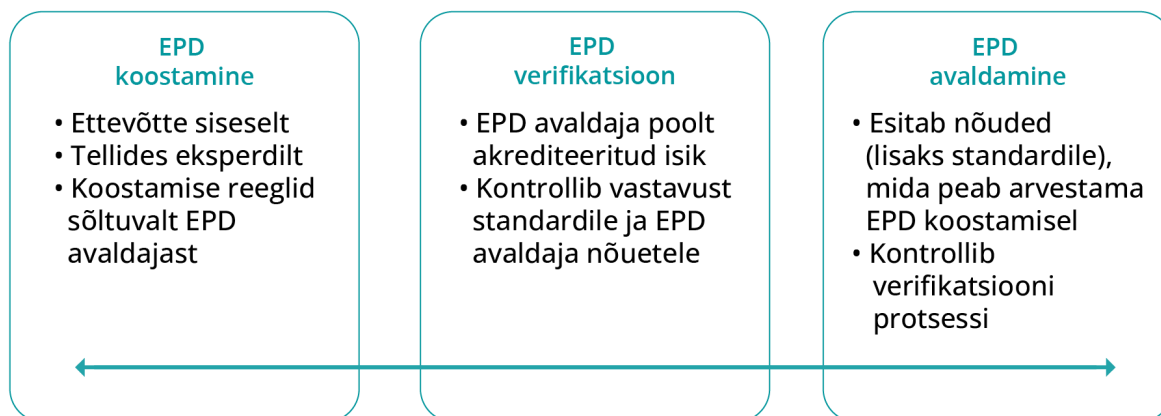 EPD
koostamine
• Ettevõtte siseselt
• Tellides eksperdilt
• Koostamise reeglid
sõltuvalt EPD
avaldajast
EPD
verifikatsioon
• EPD avaldaja poolt
akrediteeritud isik
• Kontrollib vastavust
standardile ja EPD
avaldaja nõuetele
EPD
avaldamine
• Esitab nõuded
(lisaks standardile),
mida peab arvestama
EPD koostamisel
• Kontrollib
verifikatsiooni
protsessi